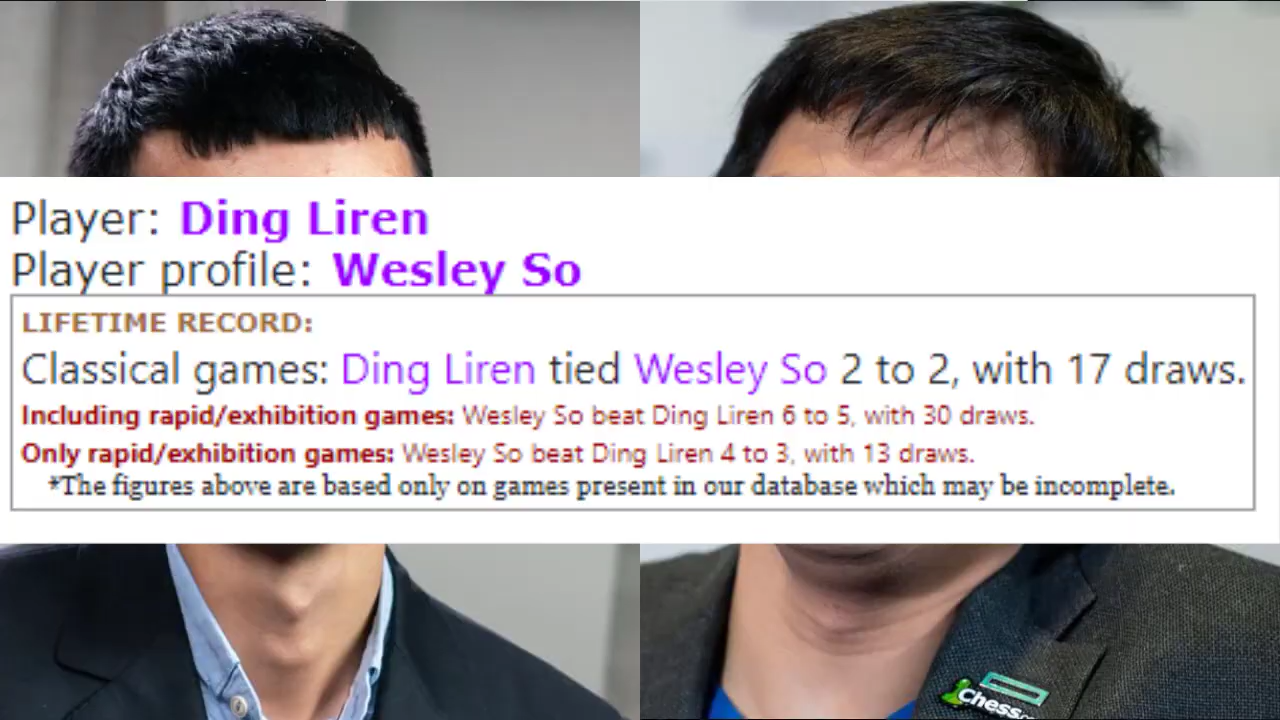 Player: Ding Liren
Player profile: Wesley So
LIFETIME RECORD:
Classical games: Ding Liren tied Wesley So 2 to 2, with 17 draws.
Including rapid/exhibition games: Wesley So beat Ding Liren 6 to 5, with 30 draws.
Only rapid/exhibition games: Wesley So beat Ding Liren 4 to 3, with 13 draws.
*The figures above are based only on games present in our database which may be incomplete.
Chess